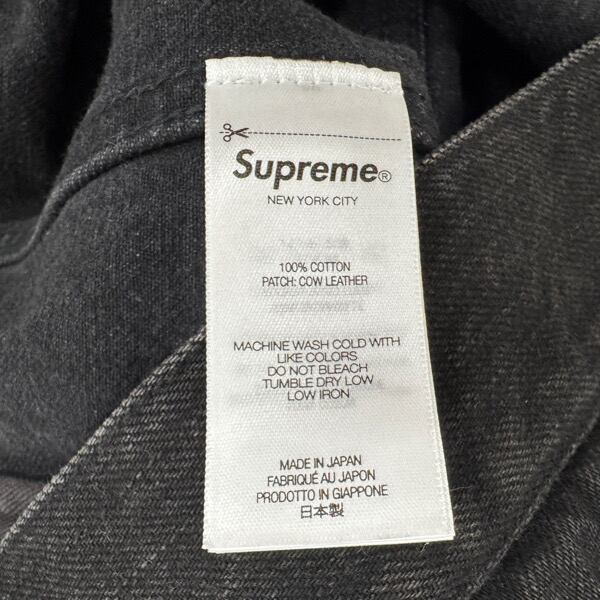 Supreme®
NEW YORK CITY
100% COTTON
PATCH: COW LEATHER
MACHINE WASH COLD WITH
LIKE COLORS
DO NOT BLEACH
TUMBLE DRY LOW
LOW IRON
MADE IN JAPAN
FABRIQUÉ AU JAPON
PRODOTTO IN GIAPPONE
日本製